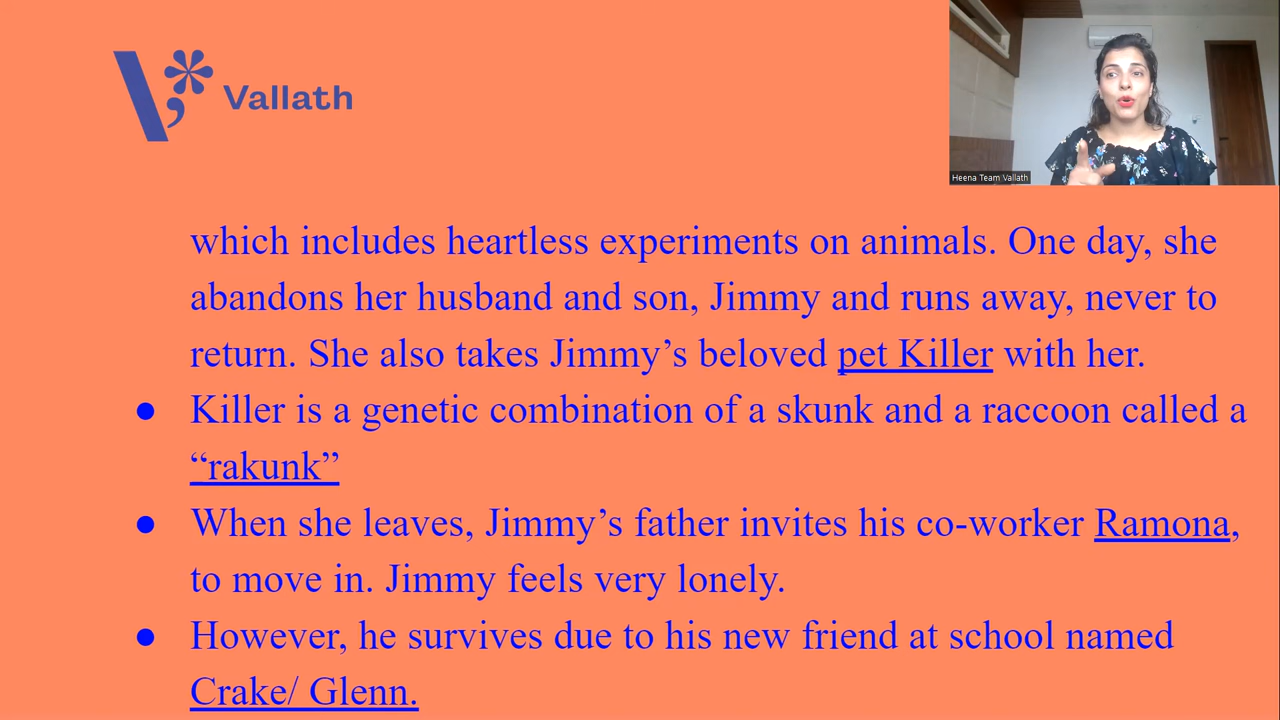 Vallath
Heena Team Vallath
which includes heartless experiments on animals. One day, she
abandons her husband and son, Jimmy and runs away, never to
return. She also takes Jimmy’s beloved pet Killer with her.
● Killer is a genetic combination of a skunk and a raccoon called a
“rakunk”
● When she leaves, Jimmy’s father invites his co-worker Ramona,
to move in. Jimmy feels very lonely.
● However, he survives due to his new friend at school named
Crake/ Glenn.